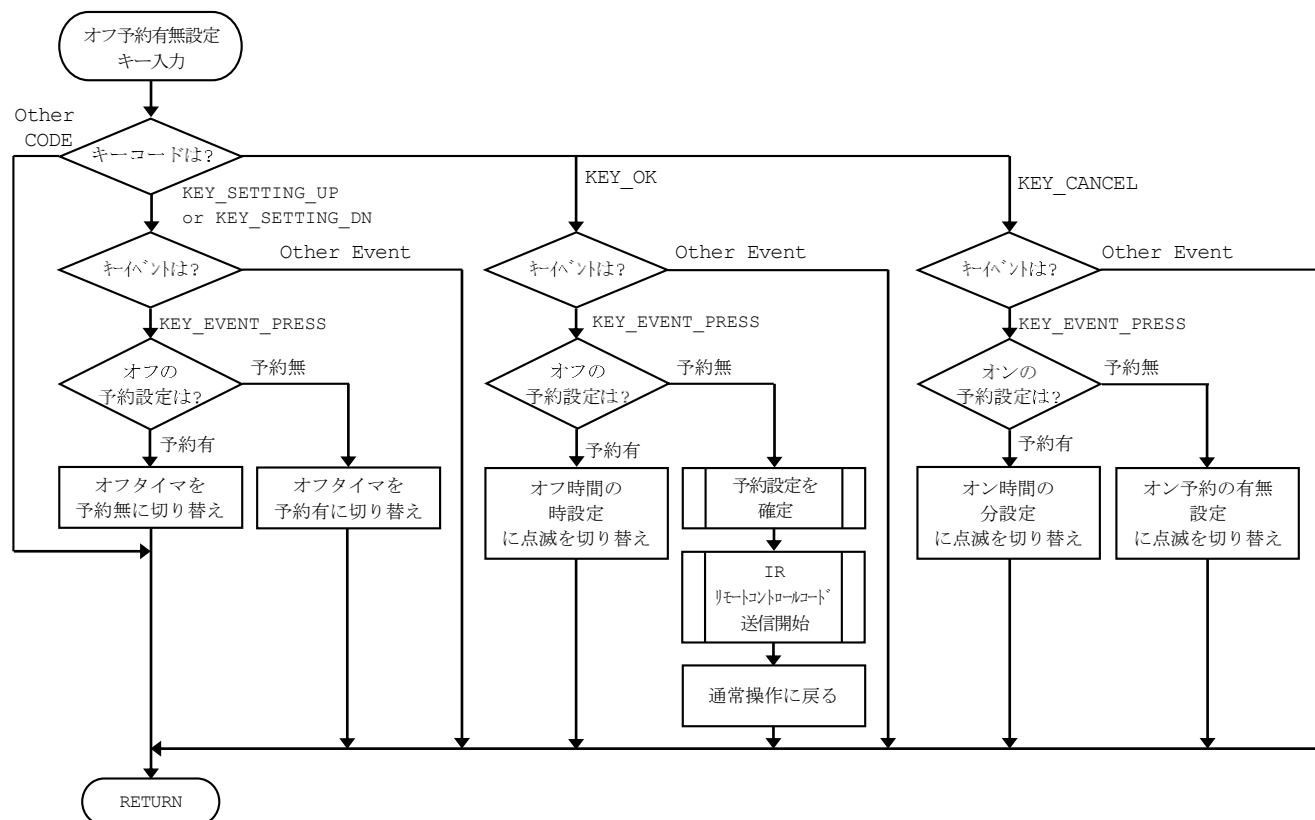 オフ予約有無設定
キー入力
Other
CODE
キーコードは?
KEY_SETTING_UP
or KEY_SETTING_DN
KEY_OK
KEY_CANCEL
キーイベントは?
Other Event
キーイベントは?
Other Event
キーイベントは?
Other Event
KEY_EVENT_PRESS
KEY_EVENT_PRESS
KEY_EVENT_PRESS
オフの
予約設定は?
予約無
オフの
予約設定は?
予約無
オンの
予約設定は?
予約無
予約有
予約有
予約有
オフタイマを
予約無に切り替え
オフタイマを
予約有に切り替え
オフ時間の
時設定
に点滅を切り替え
予約設定を
確定
オン時間の
分設定
に点滅を切り替え
オン予約の有無
設定
に点滅を切り替え
IR
リモートコントロールコード
送信開始
通常操作に戻る
RETURN